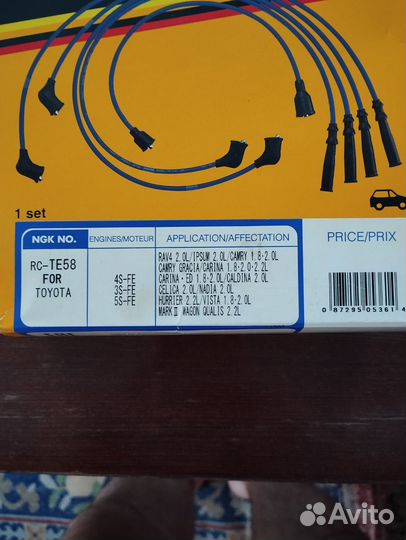 1 set
NGK NO.
ENGINES/MOTEUR
APPLICATION/AFFECTATION
PRICE/PRIX
RC-TE58
FOR
TOYOTA
4S-FE
3S-FE
5S-FE
RAV4 2.0L/IPSUM 2.0L/CAMRY 1.8·2.0L
CAMRY GRACIA/CARINA 1.8·2.0·2.2L
CARINA·ED 1.8·2.0L/CALDINA 2.0L
CELICA 2.0L/NADIA 2.0L
HURRIER 2.2L/VISTA 1.8·2.0L
MARKⅡ WAGON QUALIS 2.2L
0 87295 05361 4
Avito